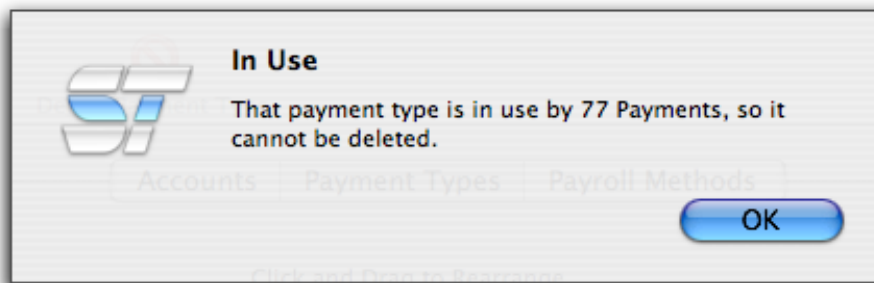 In Use
That payment type is in use by 77 Payments, so it
cannot be deleted.
Accounts Payment Types Payroll Methods
OK
Click and Drag to Rearrange